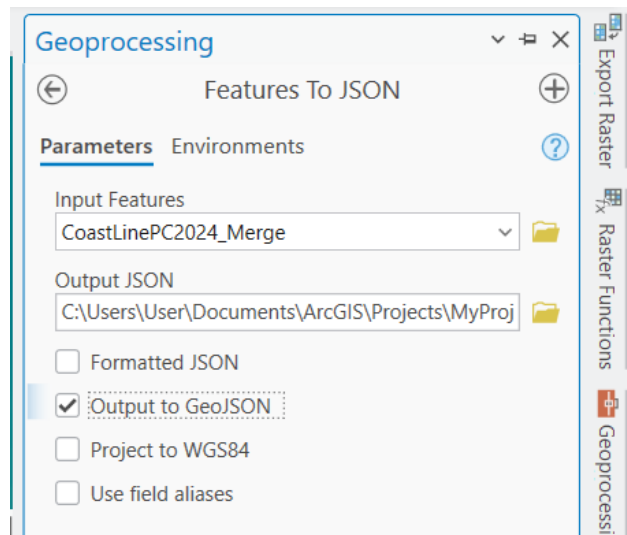 Geoprocessing
Features To JSON
Parameters Environments
?
Input Features
CoastLinePC2024_Merge
Output JSON
C:\Users\User\Documents\ArcGIS\Projects\MyProj
Formatted JSON
Output to GeoJSON
Project to WGS84
Use field aliases
Export Raster
fx
Raster Functions
Geoprocessi